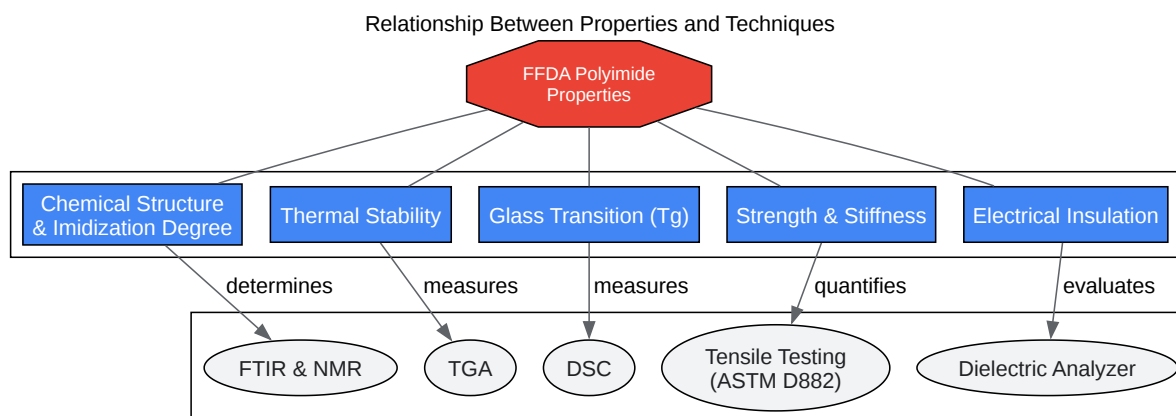 Relationship Between Properties and Techniques
FFDA Polyimide
Properties
Chemical Structure
& Imidization Degree
Thermal Stability
Glass Transition (Tg)
Strength & Stiffness
Electrical Insulation
determines
measures
measures
quantifies
evaluates
FTIR & NMR
TGA
DSC
Tensile Testing
(ASTM D882)
Dielectric Analyzer